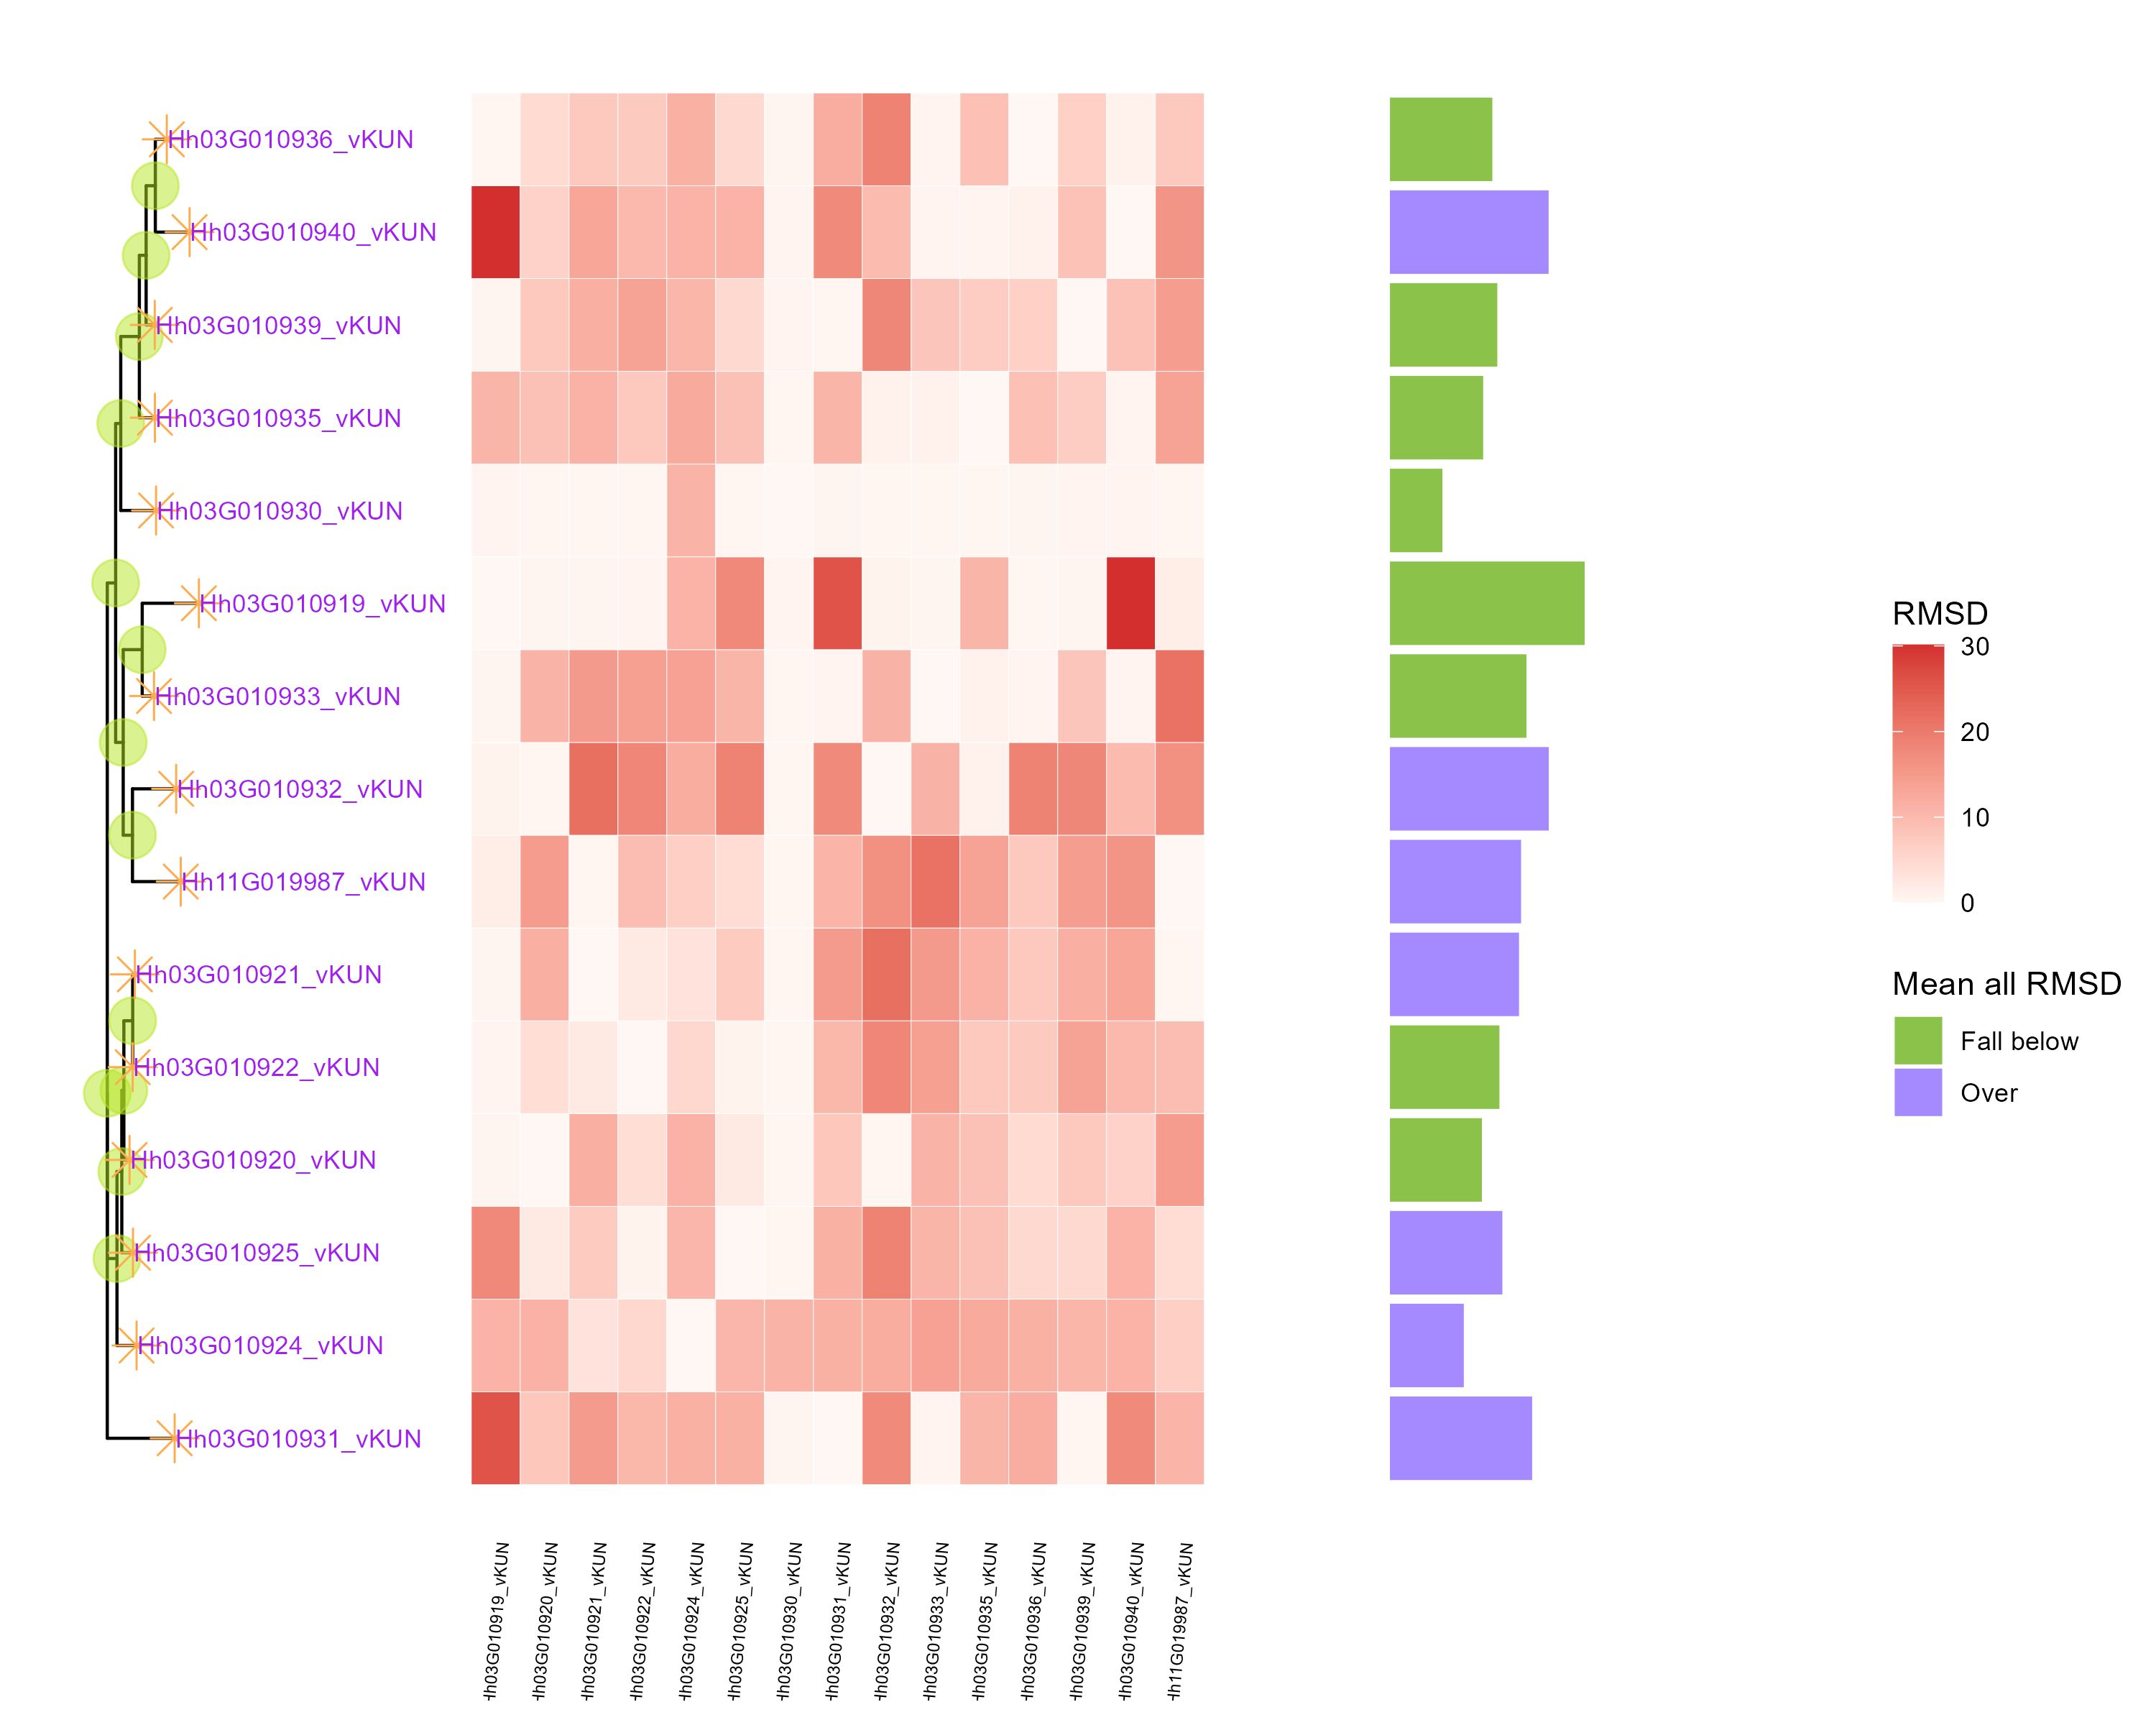 Hh03G010936_vKUN
Hh03G010940_vKUN
Hh03G010939_vKUN
Hh03G010935_vKUN
Hh03G010930_vKUN
Hh03G010919_vKUN
Hh03G010933_vKUN
Hh03G010932_vKUN
Hh11G019987_vKUN
Hh03G010921_vKUN
Hh03G010922_vKUN
Hh03G010920_vKUN
Hh03G010925_vKUN
Hh03G010924_vKUN
Hh03G010931_vKUN
RMSD
30
20
10
0
Mean all RMSD
Fall below
Over
Hh03G010919_vKUN
Hh03G010920_vKUN
Hh03G010921_vKUN
Hh03G010922_vKUN
Hh03G010924_vKUN
Hh03G010925_vKUN
Hh03G010930_vKUN
Hh03G010931_vKUN
Hh03G010932_vKUN
Hh03G010933_vKUN
Hh03G010935_vKUN
Hh03G010936_vKUN
Hh03G010939_vKUN
Hh03G010940_vKUN
Hh11G019987_vKUN